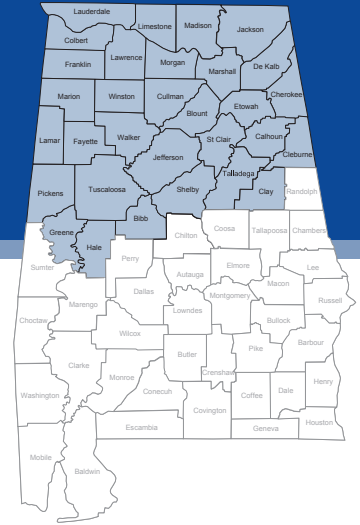 Lauderdale
Limestone
Madison
Jackson
Colbert
Lawrence
Franklin
Morgan
De Kalb
Marshall
Marion
Winston
Cullman
Cherokee
Etowah
Blount
Lamar
Fayette
Walker
St Clair
Calhoun
Jefferson
Cleburne
Talladega
Pickens
Tuscaloosa
Shelby
Clay
Randolph
Bibb
Greene
Hale
Chilton
Coosa
Tallapoosa
Chambers
Sumter
Perry
Autauga
Elmore
Lee
Dallas
Macon
Montgomery
Russell
Marengo
Lowndes
Choctaw
Bullock
Wilcox
Barbour
Butler
Pike
Clarke
Crenshaw
Monroe
Henry
Washington
Conecuh
Coffee
Dale
Covington
Escambia
Geneva
Houston
Mobile
Baldwin